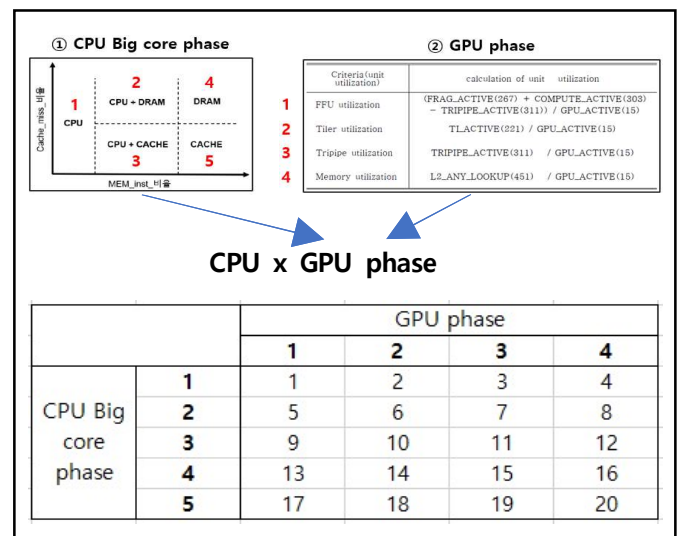 ① CPU Big core phase
② GPU phase
Cache_miss_비율
1
CPU
2
CPU + DRAM
4
DRAM
CPU + CACHE
3
CACHE
5
MEM_inst_비율
Criteria(unit utilization) calculation of unit utilization
1 FFU utilization (FRAG_ACTIVE(267) + COMPUTE_ACTIVE(303)
− TRIPIPE_ACTIVE(311)) / GPU_ACTIVE(15)
2 Tiler utilization TI_ACTIVE(221) / GPU_ACTIVE(15)
3 Tripipe utilization TRIPIPE_ACTIVE(311) / GPU_ACTIVE(15)
4 Memory utilization L2_ANY_LOOKUP(451) / GPU_ACTIVE(15)
CPU x GPU phase
GPU phase
1 2 3 4
CPU Big core phase
1 1 2 3 4
2 5 6 7 8
3 9 10 11 12
4 13 14 15 16
5 17 18 19 20